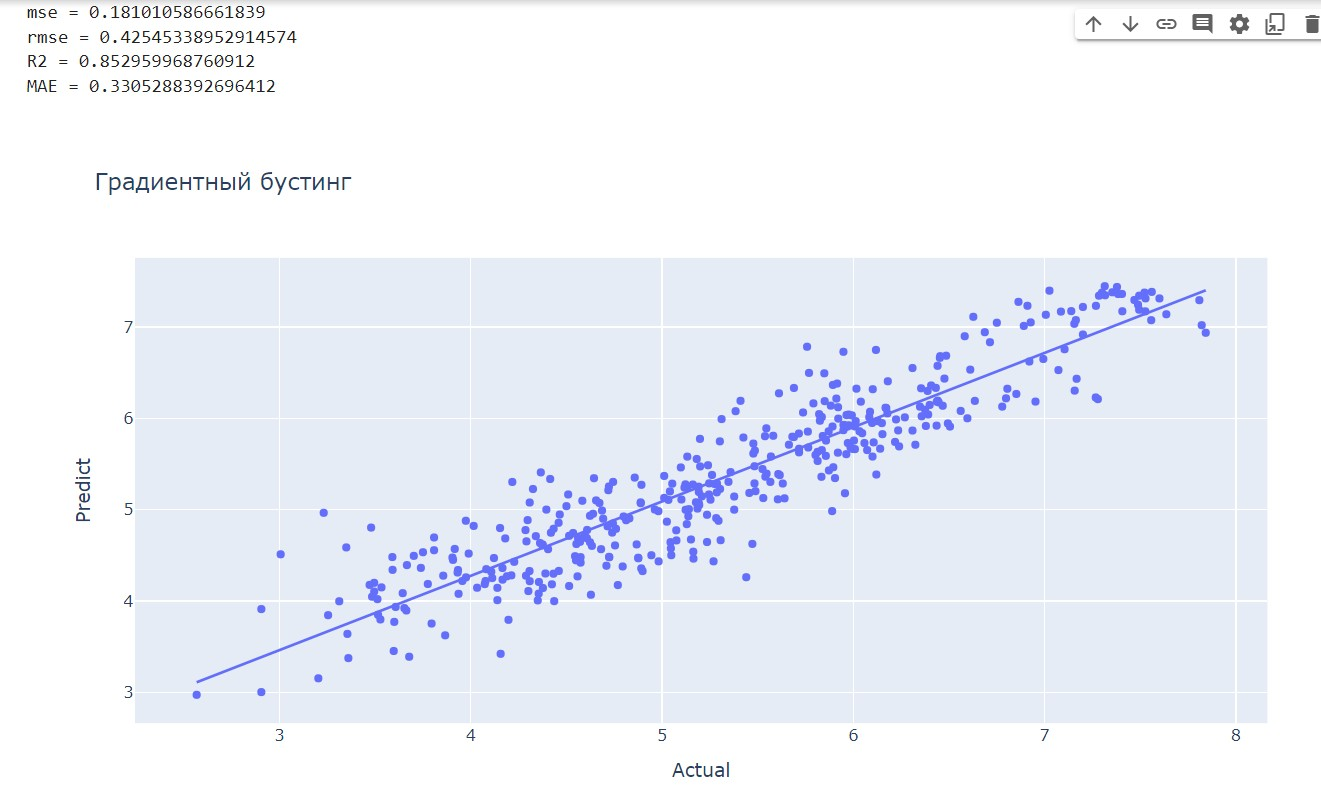 mse = 0.181010586661839
rmse = 0.42545338952914574
R2 = 0.852959968760912
MAE = 0.3305288392696412
Градиентный бустинг
Predict
7
6
5
4
3
3 4 5 6 7 8
Actual